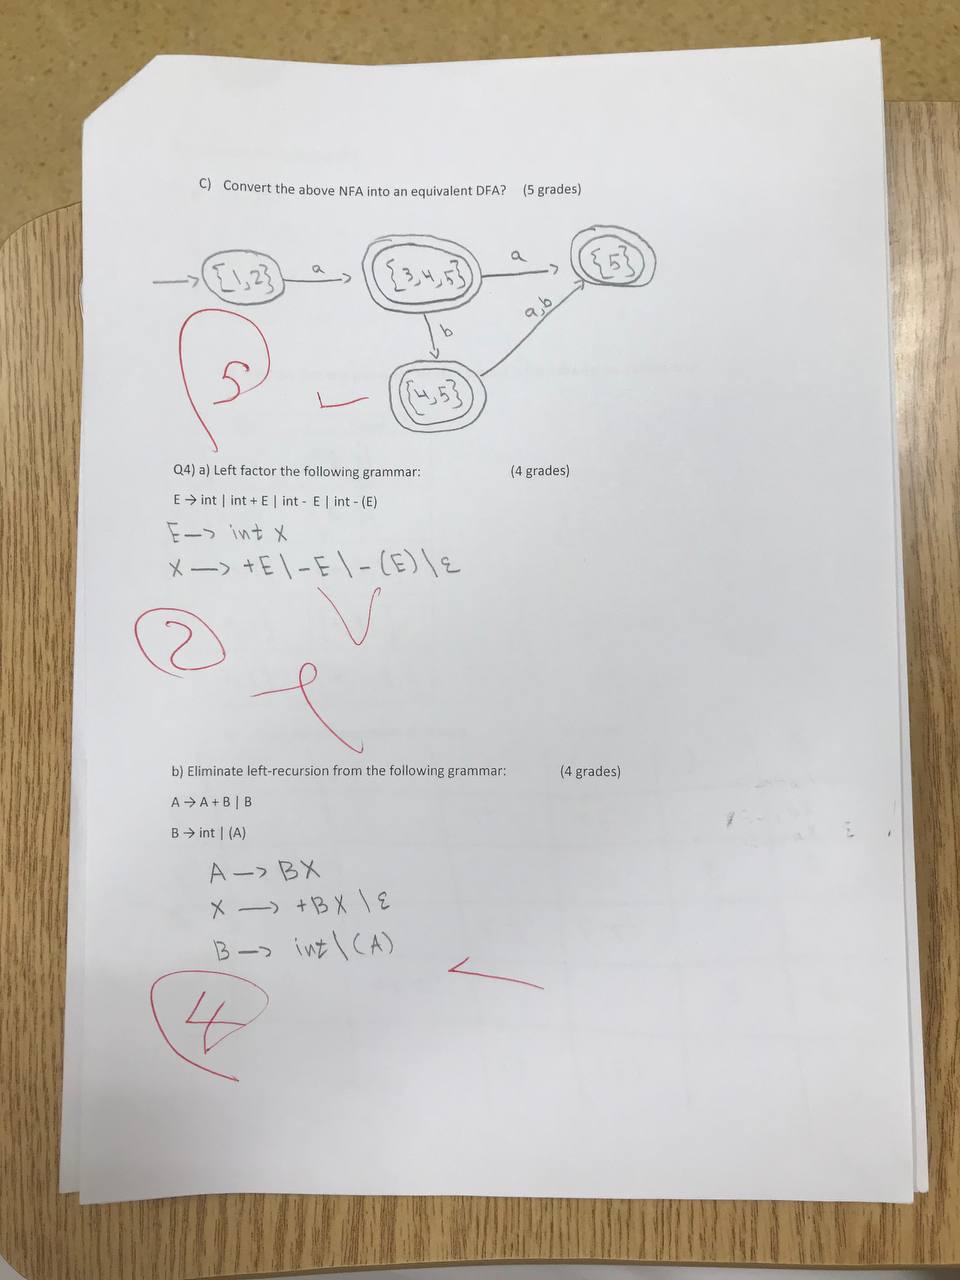 C) Convert the above NFA into an equivalent DFA? (5 grades)
{1,2} a {3,4,5} a {5}
b a,b
{4,5}
5
Q4) a) Left factor the following grammar: (4 grades)
E → int | int + E | int - E | int - (E)
E → int X
X → +E \ -E \ -(E) \ ε
2
b) Eliminate left-recursion from the following grammar: (4 grades)
A → A + B | B
B → int | (A)
A → BX
X → +BX \ ε
B → int \ (A)
4